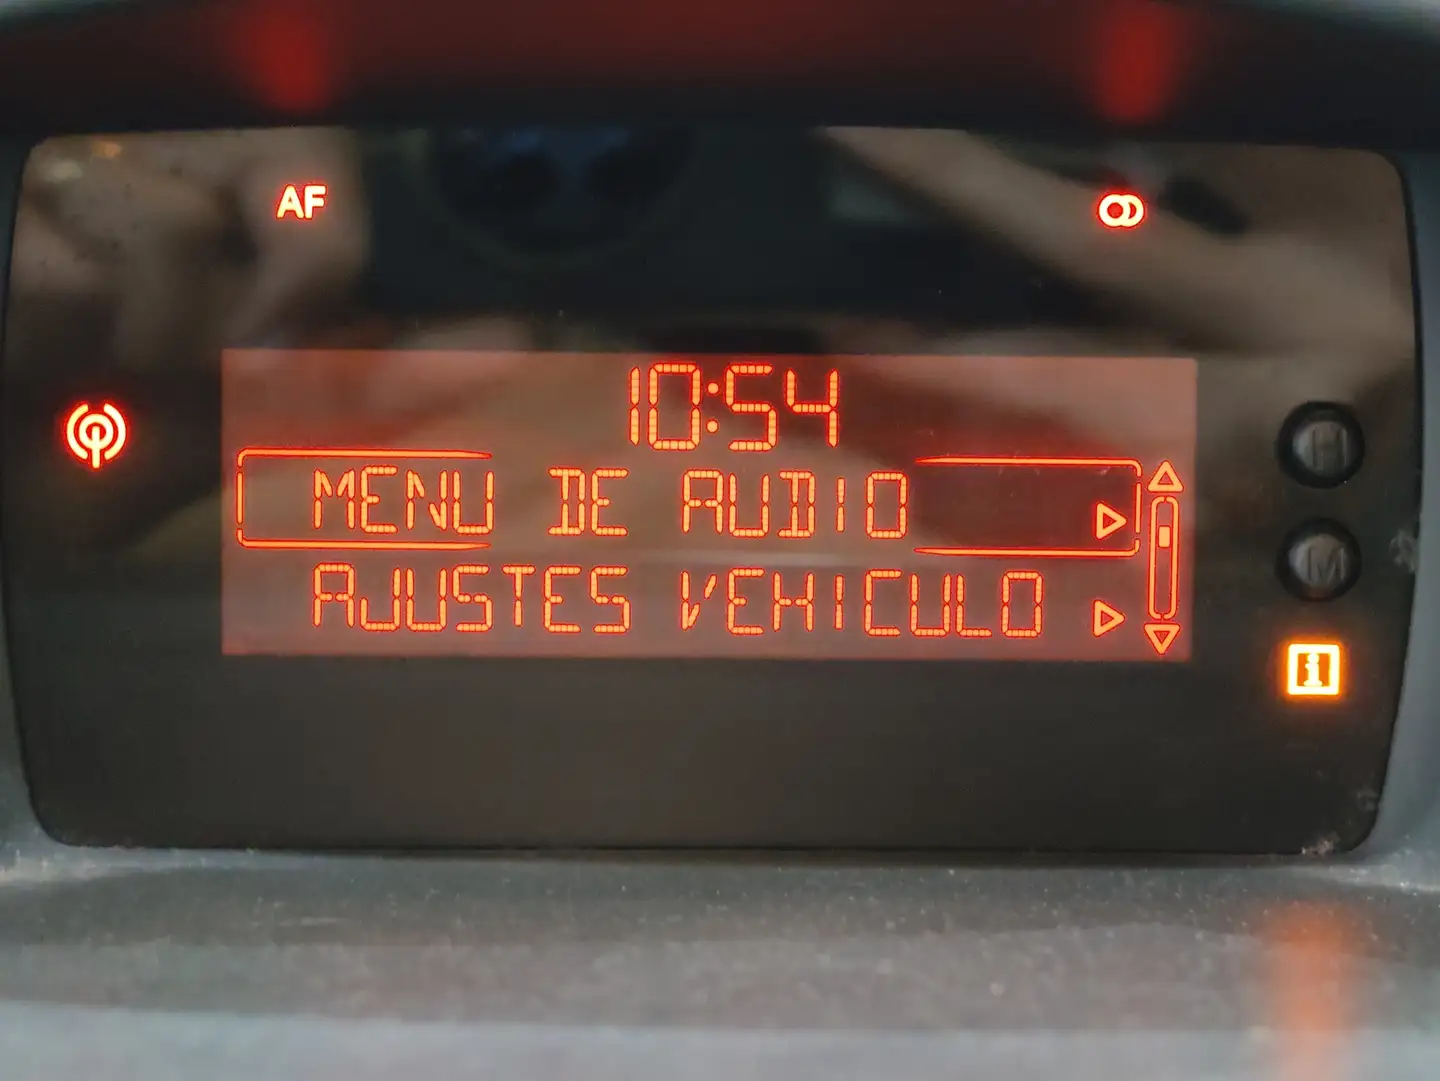 AF
10:54
MENU DE AUDIO
AJUSTES VEHICULO
H
M
i